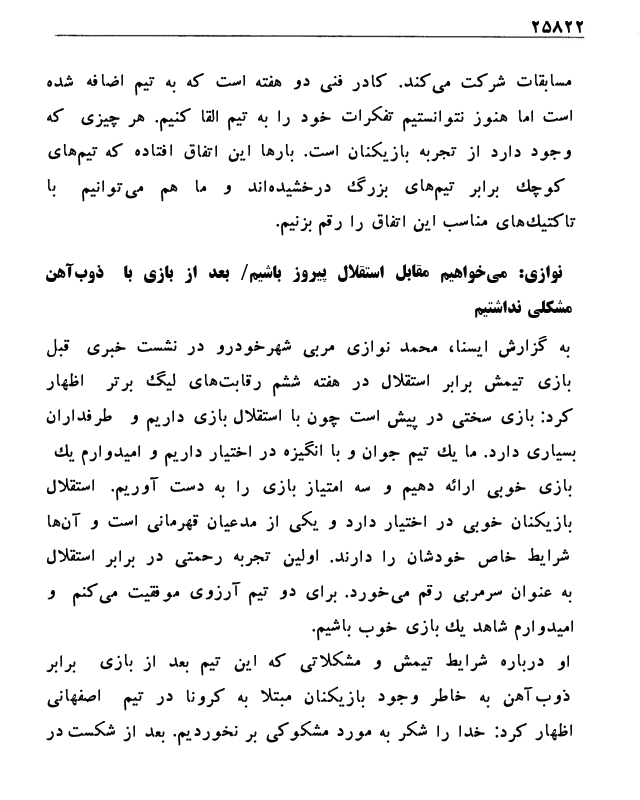 ۲۵۸۲۲
مسابقات شرکت می‌کند. کادر فنی دو هفته است که به تیم اضافه شده
است اما هنوز نتوانستیم تفکرات خود را به تیم القا کنیم. هر چیزی که
وجود دارد از تجربه بازیکنان است. بارها این اتفاق افتاده که تیم‌های
کوچك برابر تیم‌های بزرگ درخشیده‌اند و ما هم می‌توانیم با
تاکتیك‌های مناسب این اتفاق را رقم بزنیم.
نوازی: می‌خواهیم مقابل استقلال پیروز باشیم/ بعد از بازی با ذوب‌آهن
مشکلی نداشتیم
به گزارش ایسنا، محمد نوازی مربی شهرخودرو در نشست خبری قبل
بازی تیمش برابر استقلال در هفته ششم رقابت‌های لیگ برتر اظهار
کرد: بازی سختی در پیش است چون با استقلال بازی داریم و طرفداران
بسیاری دارد. ما یك تیم جوان و با انگیزه در اختیار داریم و امیدوارم یك
بازی خوبی ارائه دهیم و سه امتیاز بازی را به دست آوریم. استقلال
بازیکنان خوبی در اختیار دارد و یکی از مدعیان قهرمانی است و آن‌ها
شرایط خاص خودشان را دارند. اولین تجربه رحمتی در برابر استقلال
به عنوان سرمربی رقم می‌خورد. برای دو تیم آرزوی موفقیت می‌کنم و
امیدوارم شاهد یك بازی خوب باشیم.
او درباره شرایط تیمش و مشکلاتی که این تیم بعد از بازی برابر
ذوب‌آهن به خاطر وجود بازیکنان مبتلا به کرونا در تیم اصفهانی
اظهار کرد: خدا را شکر به مورد مشکوکی بر نخوردیم. بعد از شکست در